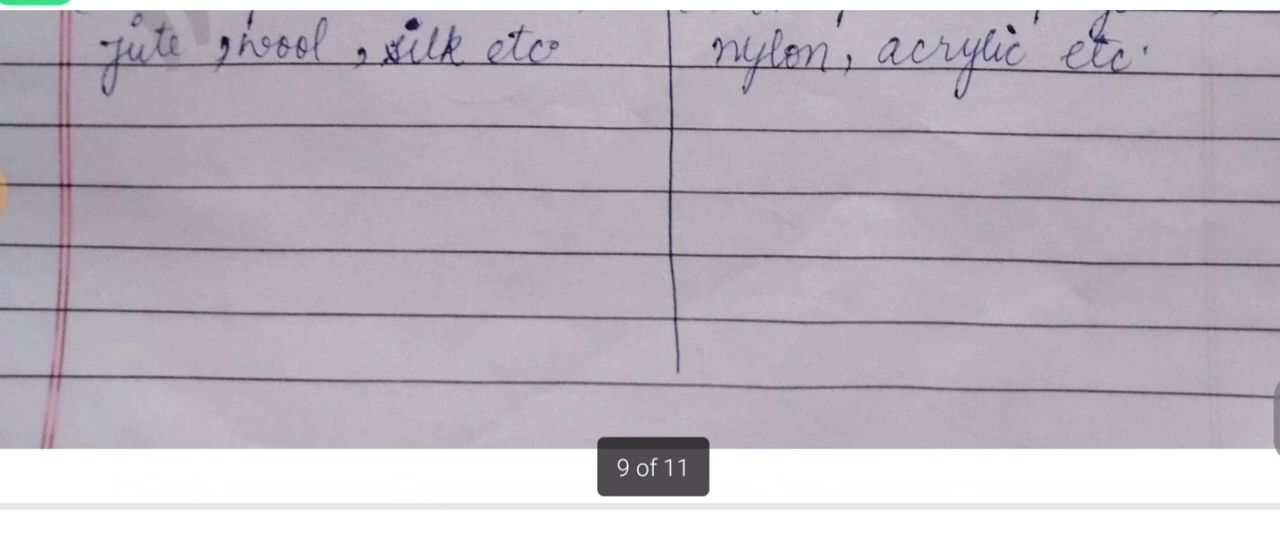 jute , wool , silk etc.
nylon, acrylic etc.
9 of 11